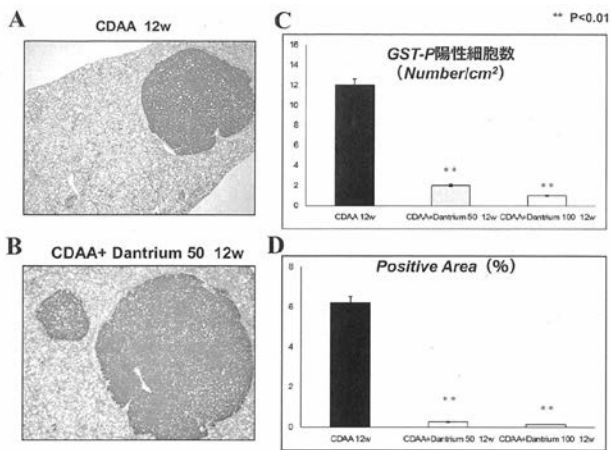 A
CDAA 12w
B
CDAA+ Dantrium 50 12w
C
** P<0.01
GST-P陽性細胞数
(Number/cm²)
16
14
12
10
8
6
4
2
0
**
**
CDAA 12w
CDAA+Dantrium 50 12w
CDAA+Dantrium 100 12w
D
Positive Area (%)
8
6
4
2
0
**
**
CDAA 12w
CDAA+Dantrium 50 12w
CDAA+Dantrium 100 12w